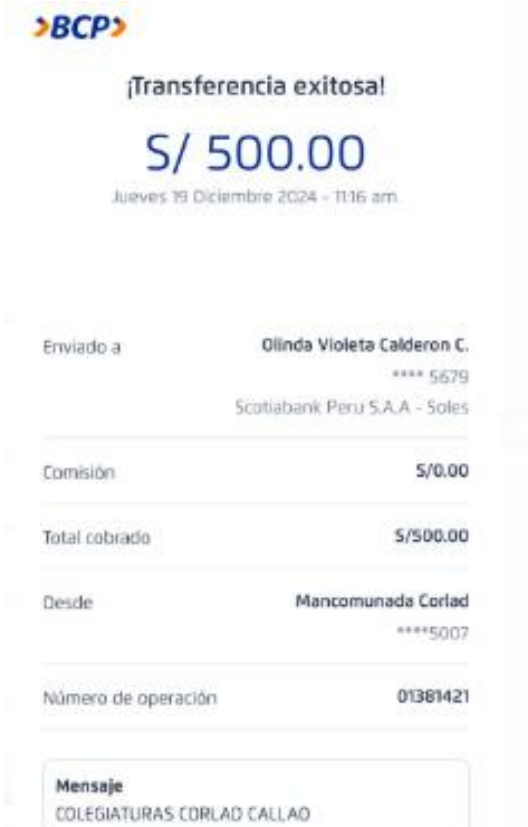 BCP
¡Transferencia exitosa!
S/ 500.00
Jueves 19 Diciembre 2024 - 11:16 am.
Enviado a
Olinda Violeta Calderon C.
**** 5679
Scotiabank Peru S.A.A - Soles
Comisión
S/0.00
Total cobrado
S/500.00
Desde
Mancomunada Corlad
****5007
Número de operación
01381421
Mensaje
COLEGIATURAS CORLAD CALLAO